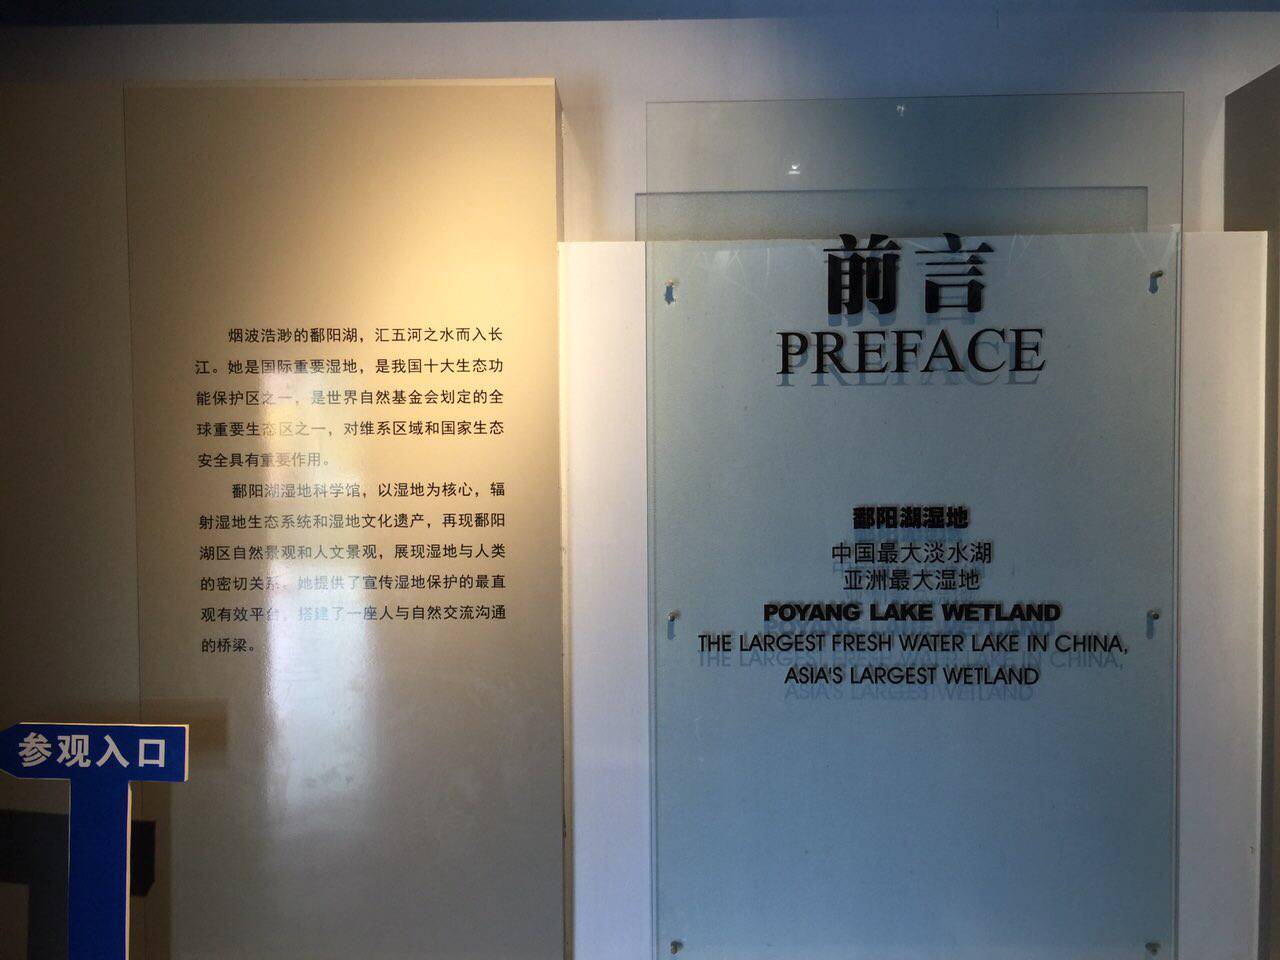 烟波浩渺的鄱阳湖，汇五河之水而入长
江。她是国际重要湿地，是我国十大生态功
能保护区之一，是世界自然基金会划定的全
球重要生态区之一，对维系区域和国家生态
安全具有重要作用。
鄱阳湖湿地科学馆，以湿地为核心，辐
射湿地生态系统和湿地文化遗产，再现鄱阳
湖区自然景观和人文景观，展现湿地与人类
的密切关系。她提供了宣传湿地保护的最直
观有效平台，搭建了一座人与自然交流沟通
的桥梁。
参观入口
前言
PREFACE
鄱阳湖湿地
中国最大淡水湖
亚洲最大湿地
POYANG LAKE WETLAND
THE LARGEST FRESH WATER LAKE IN CHINA,
ASIA'S LARGEST WETLAND